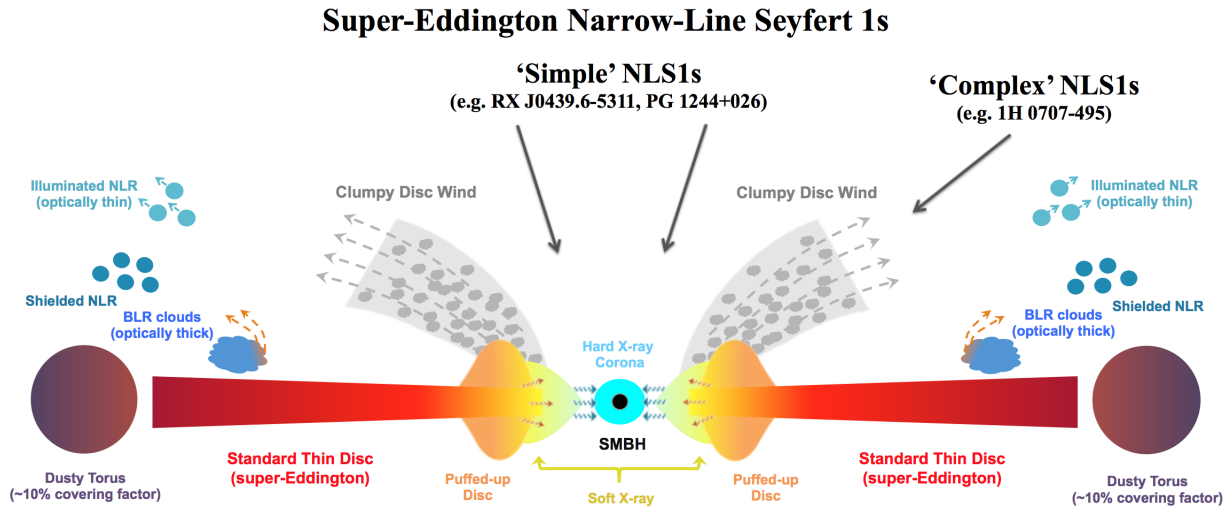 Super-Eddington Narrow-Line Seyfert 1s
‘Simple’ NLS1s
(e.g. RX J0439.6-5311, PG 1244+026)
‘Complex’ NLS1s
(e.g. 1H 0707-495)
Illuminated NLR
(optically thin)
Clumpy Disc Wind
Clumpy Disc Wind
Illuminated NLR
(optically thin)
Shielded NLR
Shielded NLR
BLR clouds
(optically thick)
BLR clouds
(optically thick)
Hard X-ray
Corona
SMBH
Standard Thin Disc
(super-Eddington)
Standard Thin Disc
(super-Eddington)
Dusty Torus
(~10% covering factor)
Puffed-up
Disc
Soft X-ray
Puffed-up
Disc
Dusty Torus
(~10% covering factor)